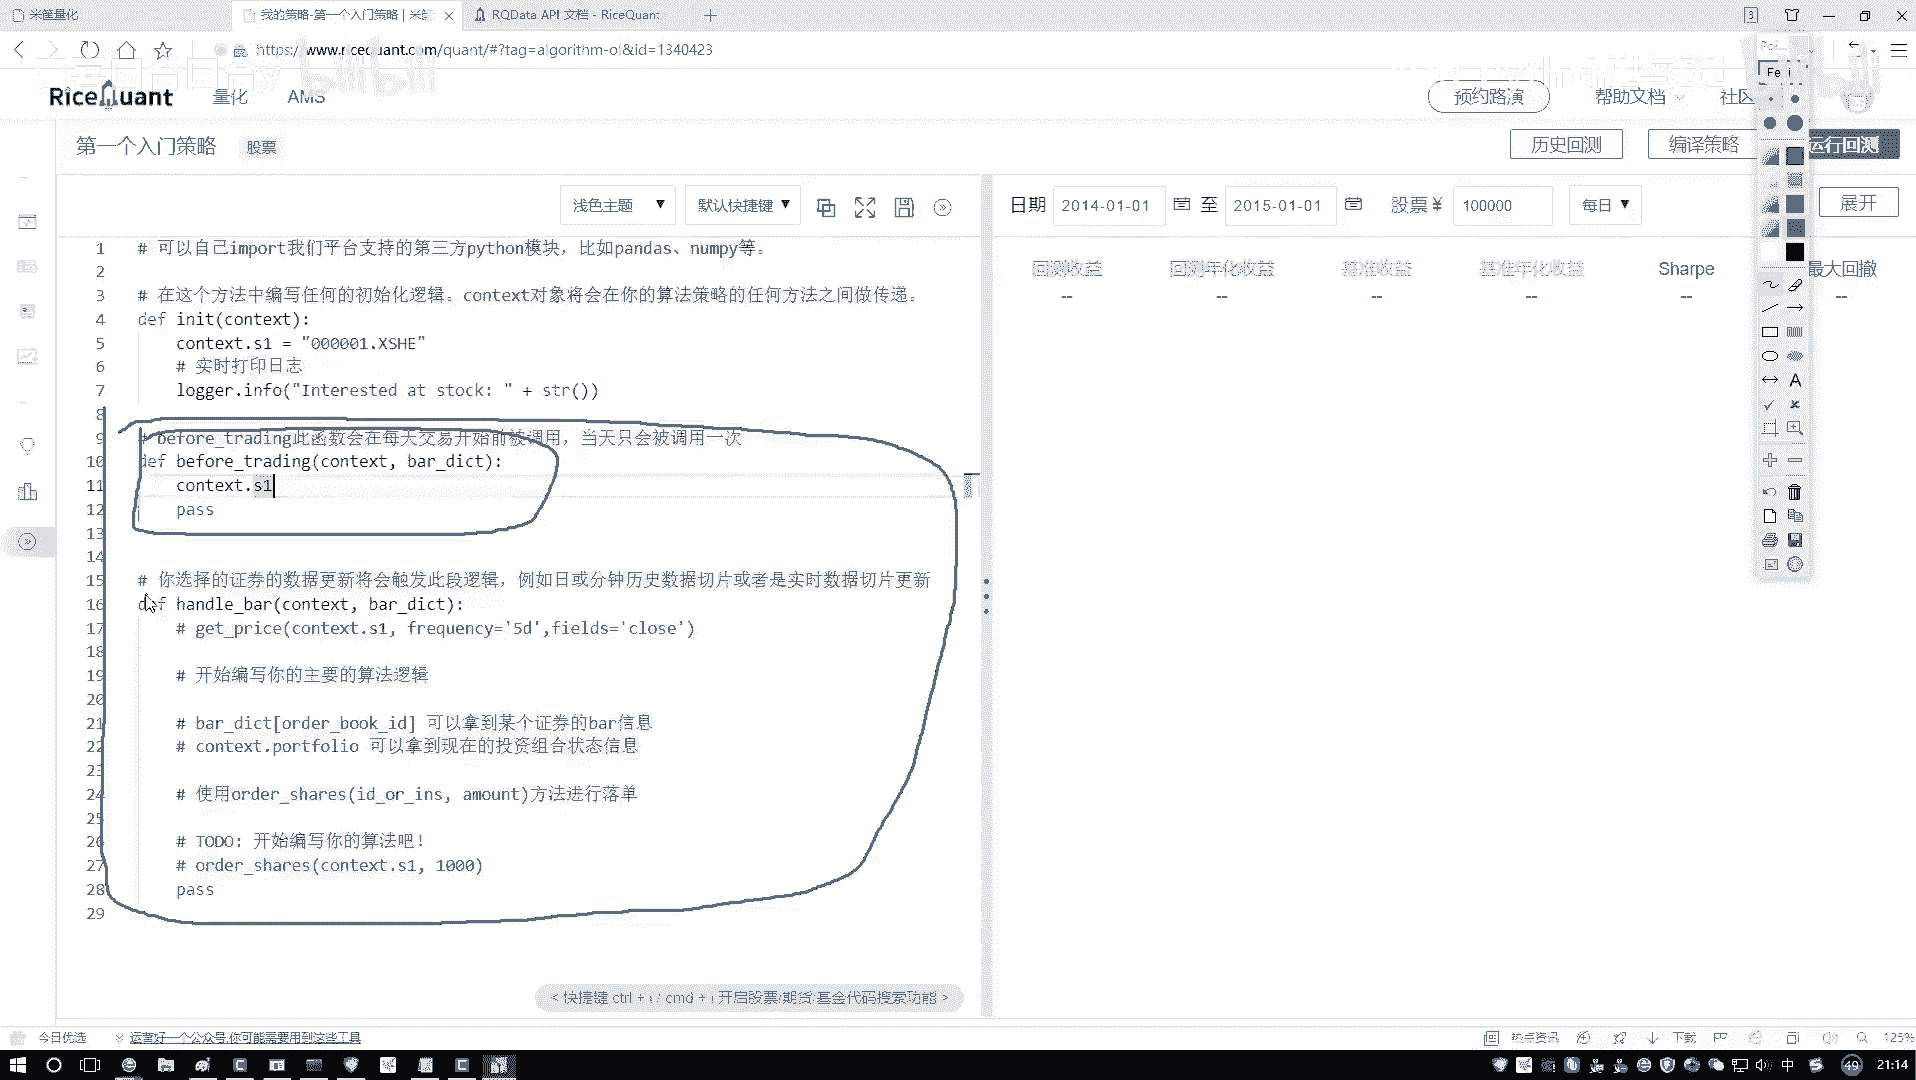 米筐量化
我的策略-第一个入门策略 | 米筐
RQData API 文档 - RiceQuant
https://www.ricequant.com/quant/#?tag=algorithm-ol&id=1340423
RiceQuant
量化
AMS
预约路演
帮助文档
社区
第一个入门策略
股票
历史回测
编译策略
运行回测
浅色主题
默认快捷键
日期
2014-01-01
至
2015-01-01
股票¥
100000
每日
展开
回测收益
回测年化收益
基准收益
基准年化收益
Sharpe
最大回撤
-- -- -- -- -- --
1 # 可以自己import我们平台支持的第三方python模块，比如pandas、numpy等。
2
3 # 在这个方法中编写任何的初始化逻辑。context对象将会在你的算法策略的任何方法之间做传递。
4 def init(context):
5 context.s1 = "000001.XSHE"
6 # 实时打印日志
7 logger.info("Interested at stock: " + str())
8
9 # before_trading此函数会在每天交易开始前被调用，当天只会被调用一次
10 def before_trading(context, bar_dict):
11 context.s1
12 pass
13
14
15 # 你选择的证券的数据更新将会触发此段逻辑，例如日或分钟历史数据切片或者是实时数据切片更新
16 def handle_bar(context, bar_dict):
17 # get_price(context.s1, frequency='5d',fields='close')
18
19 # 开始编写你的主要的算法逻辑
20
21 # bar_dict[order_book_id] 可以拿到某个证券的bar信息
22 # context.portfolio 可以拿到现在的投资组合状态信息
23
24 # 使用order_shares(id_or_ins, amount)方法进行落单
25
26 # TODO: 开始编写你的算法吧！
27 # order_shares(context.s1, 1000)
28 pass
29
开启股票/期货/基金代码搜索功能 >
今日优选
运营好一个公众号,你可能需要用到这些工具
热点资讯
下载
125%
中
49
21:14